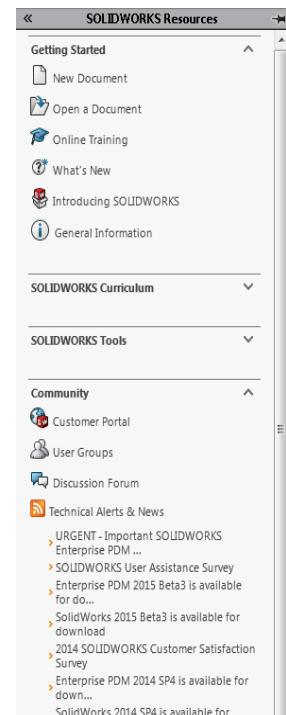 SOLIDWORKS Resources
Getting Started
New Document
Open a Document
Online Training
What's New
Introducing SOLIDWORKS
General Information
SOLIDWORKS Curriculum
SOLIDWORKS Tools
Community
Customer Portal
User Groups
Discussion Forum
Technical Alerts & News
URGENT - Important SOLIDWORKS
Enterprise PDM ...
SOLIDWORKS User Assistance Survey
Enterprise PDM 2015 Beta3 is available
for do...
SolidWorks 2015 Beta3 is available for
download
2014 SOLIDWORKS Customer Satisfaction
Survey
Enterprise PDM 2014 SP4 is available for
down...
SolidWorks 2014 SP4 is available for